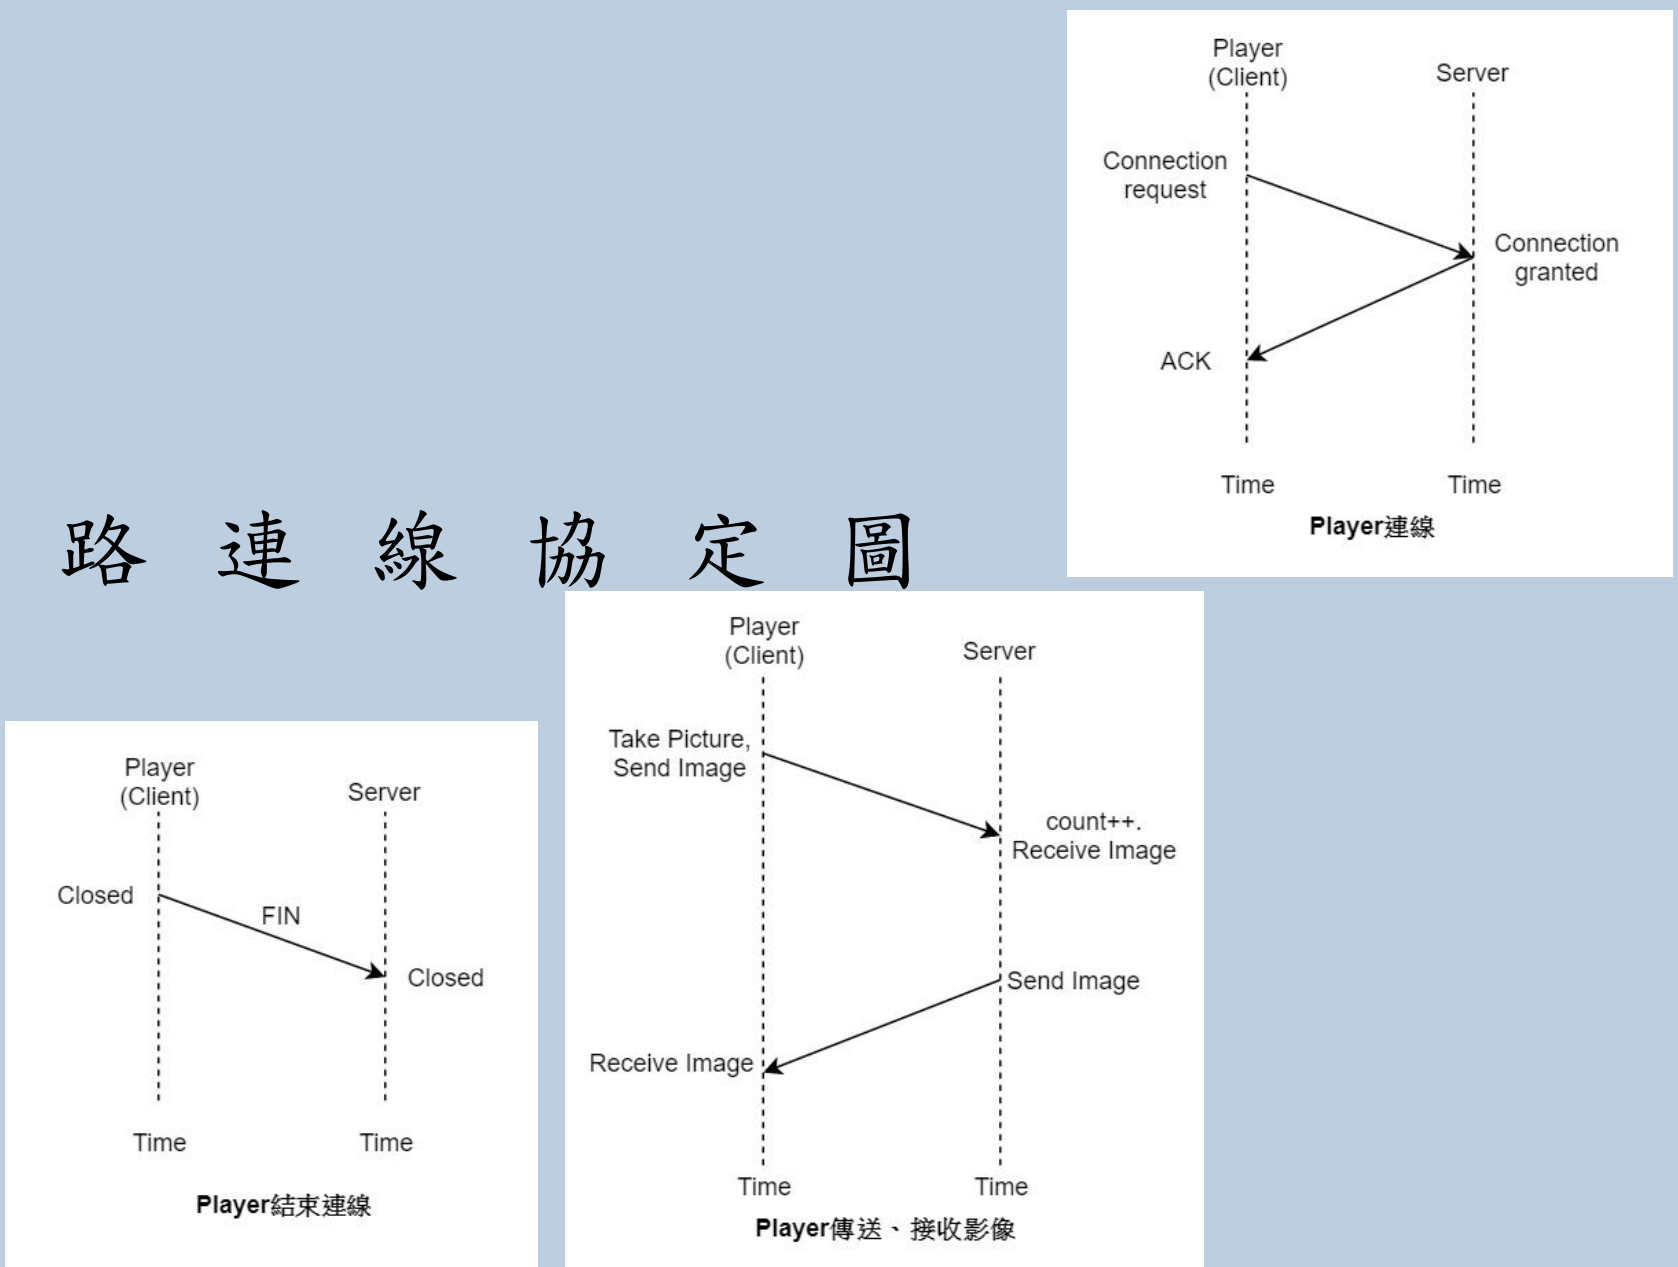 Player
(Client)
Server
Connection
request
Connection
granted
ACK
Time
Time
Player連線
路連線協定圖
Player
(Client)
Server
Take Picture,
Send Image
count++.
Receive Image
Send Image
Receive Image
Time
Time
Player傳送、接收影像
Player
(Client)
Server
Closed
FIN
Closed
Time
Time
Player結束連線